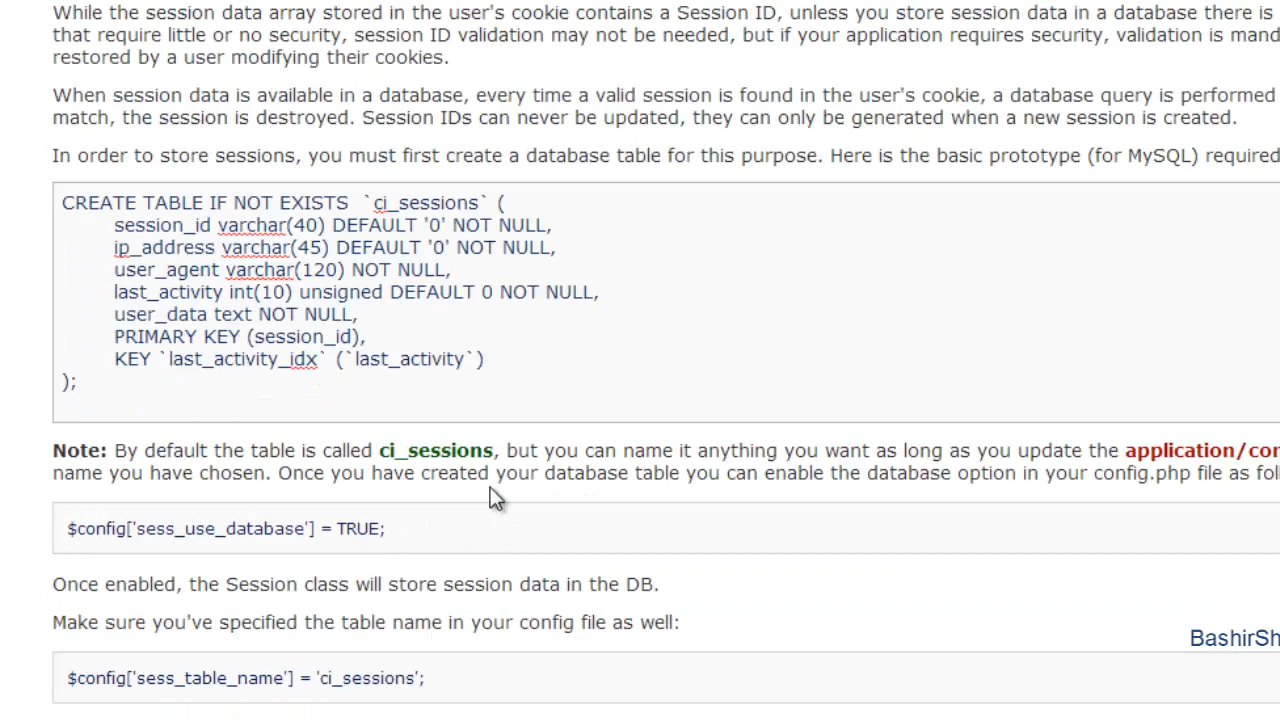 While the session data array stored in the user's cookie contains a Session ID, unless you store session data in a database there is
that require little or no security, session ID validation may not be needed, but if your application requires security, validation is mand
restored by a user modifying their cookies.
When session data is available in a database, every time a valid session is found in the user's cookie, a database query is performed
match, the session is destroyed. Session IDs can never be updated, they can only be generated when a new session is created.
In order to store sessions, you must first create a database table for this purpose. Here is the basic prototype (for MySQL) required
CREATE TABLE IF NOT EXISTS `ci_sessions` (
session_id varchar(40) DEFAULT '0' NOT NULL,
ip_address varchar(45) DEFAULT '0' NOT NULL,
user_agent varchar(120) NOT NULL,
last_activity int(10) unsigned DEFAULT 0 NOT NULL,
user_data text NOT NULL,
PRIMARY KEY (session_id),
KEY `last_activity_idx` (`last_activity`)
);
Note: By default the table is called ci_sessions, but you can name it anything you want as long as you update the application/con
name you have chosen. Once you have created your database table you can enable the database option in your config.php file as foll
$config['sess_use_database'] = TRUE;
Once enabled, the Session class will store session data in the DB.
Make sure you've specified the table name in your config file as well:
BashirSh
$config['sess_table_name'] = 'ci_sessions';